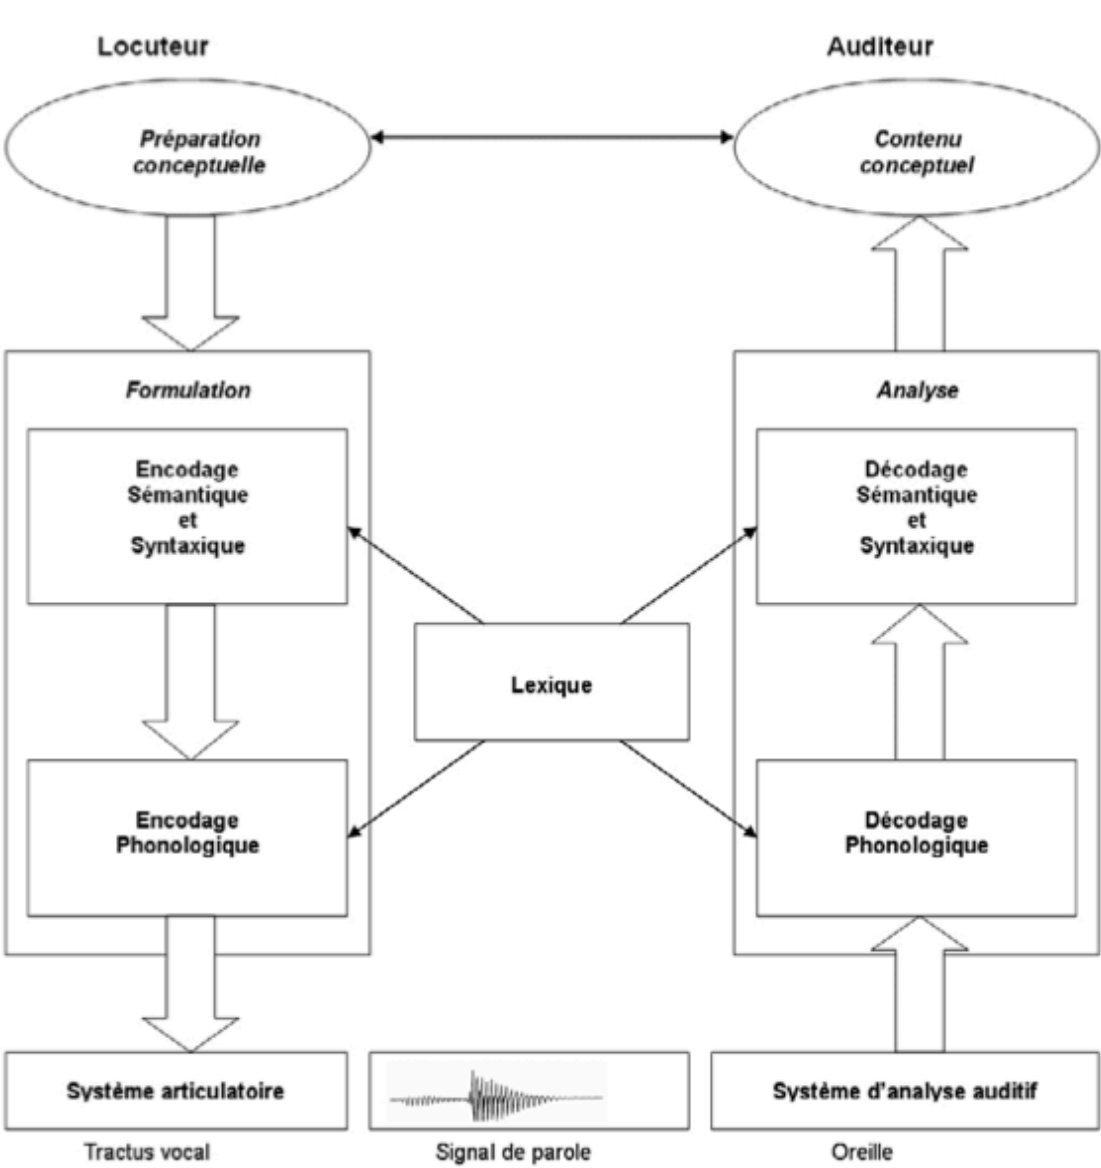 Locuteur
Auditeur
Préparation
conceptuelle
Contenu
conceptuel
Formulation
Analyse
Encodage
Sémantique
et
Syntaxique
Décodage
Sémantique
et
Syntaxique
Lexique
Encodage
Phonologique
Décodage
Phonologique
Système articulatoire
Système d'analyse auditif
Tractus vocal
Signal de parole
Oreille